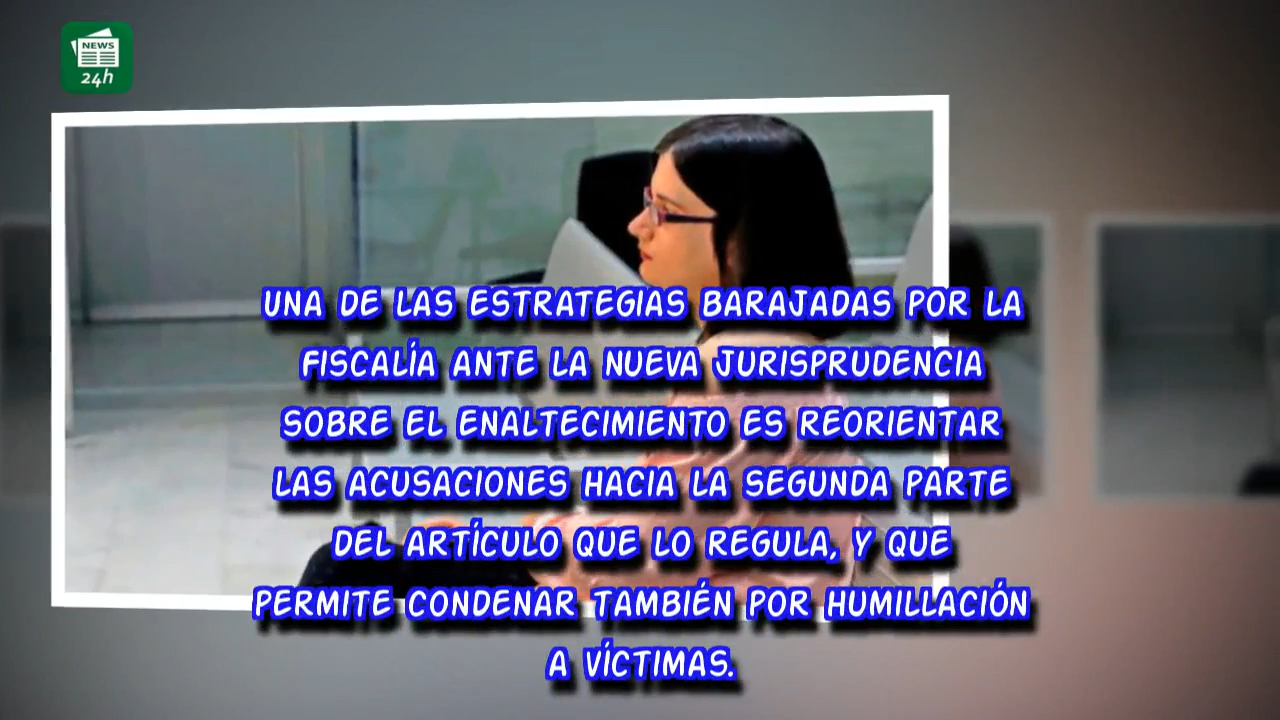 NEWS
24h
UNA DE LAS ESTRATEGIAS BARAJADAS POR LA
FISCALÍA ANTE LA NUEVA JURISPRUDENCIA
SOBRE EL ENALTECIMIENTO ES REORIENTAR
LAS ACUSACIONES HACIA LA SEGUNDA PARTE
DEL ARTÍCULO QUE LO REGULA, Y QUE
PERMITE CONDENAR TAMBIÉN POR HUMILLACIÓN
A VÍCTIMAS.